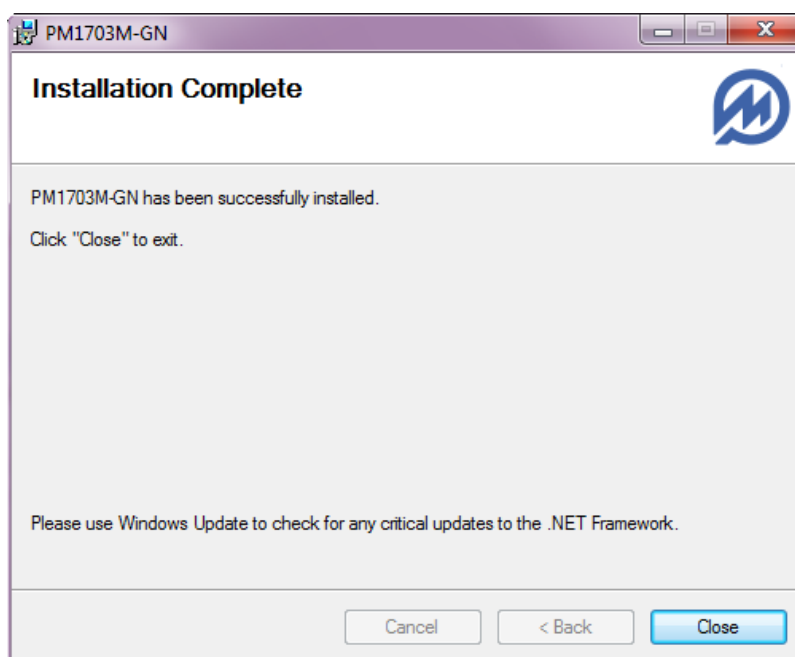 PM1703M-GN
Installation Complete
PM1703M-GN has been successfully installed.
Click "Close" to exit.
Please use Windows Update to check for any critical updates to the .NET Framework.
Cancel
< Back
Close